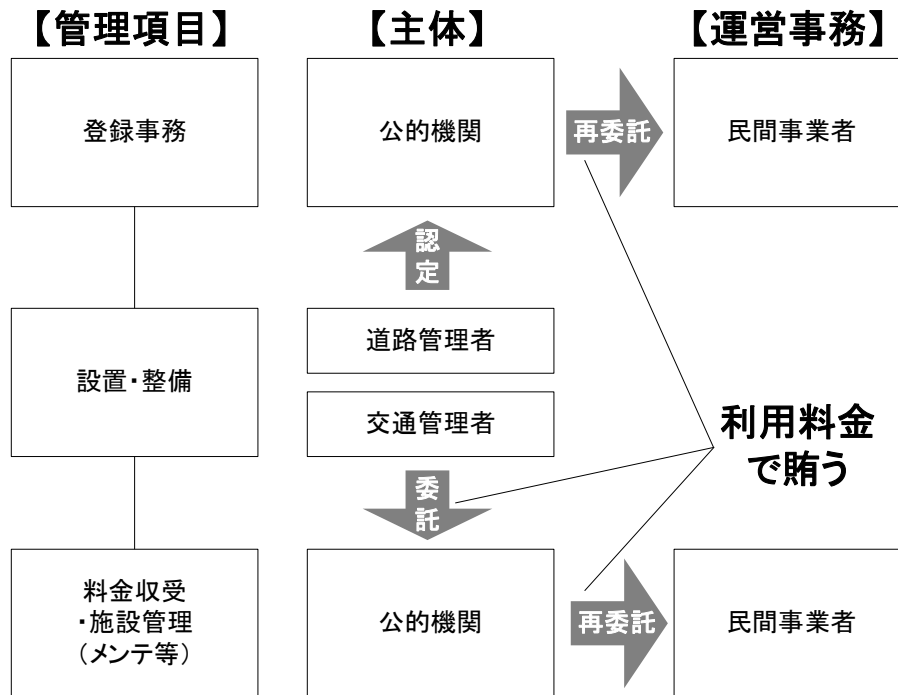 【管理項目】
【主体】
【運営事務】
登録事務
公的機関
再委託
民間事業者
認
定
設置・整備
道路管理者
交通管理者
利用料金
で賄う
委
託
料金収受
・施設管理
（メンテ等）
公的機関
再委託
民間事業者